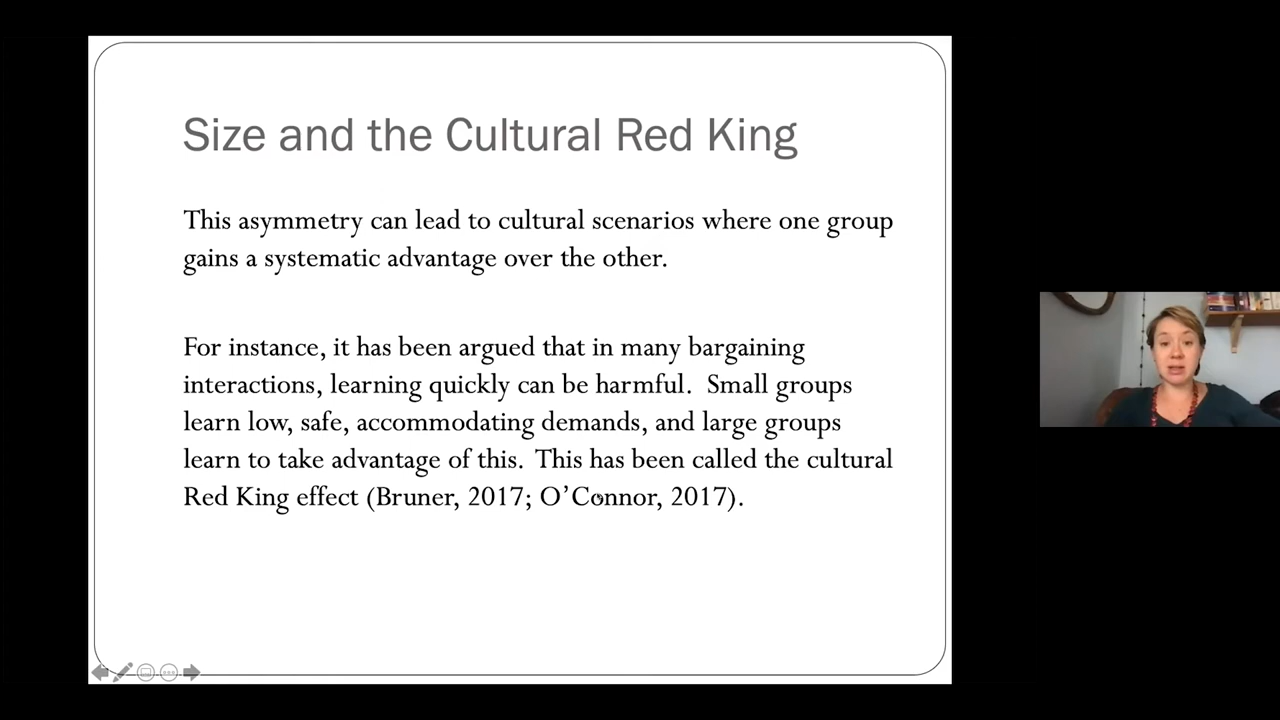 Size and the Cultural Red King
This asymmetry can lead to cultural scenarios where one group
gains a systematic advantage over the other.
For instance, it has been argued that in many bargaining
interactions, learning quickly can be harmful.  Small groups
learn low, safe, accommodating demands, and large groups
learn to take advantage of this.  This has been called the cultural
Red King effect (Bruner, 2017; O’Connor, 2017).